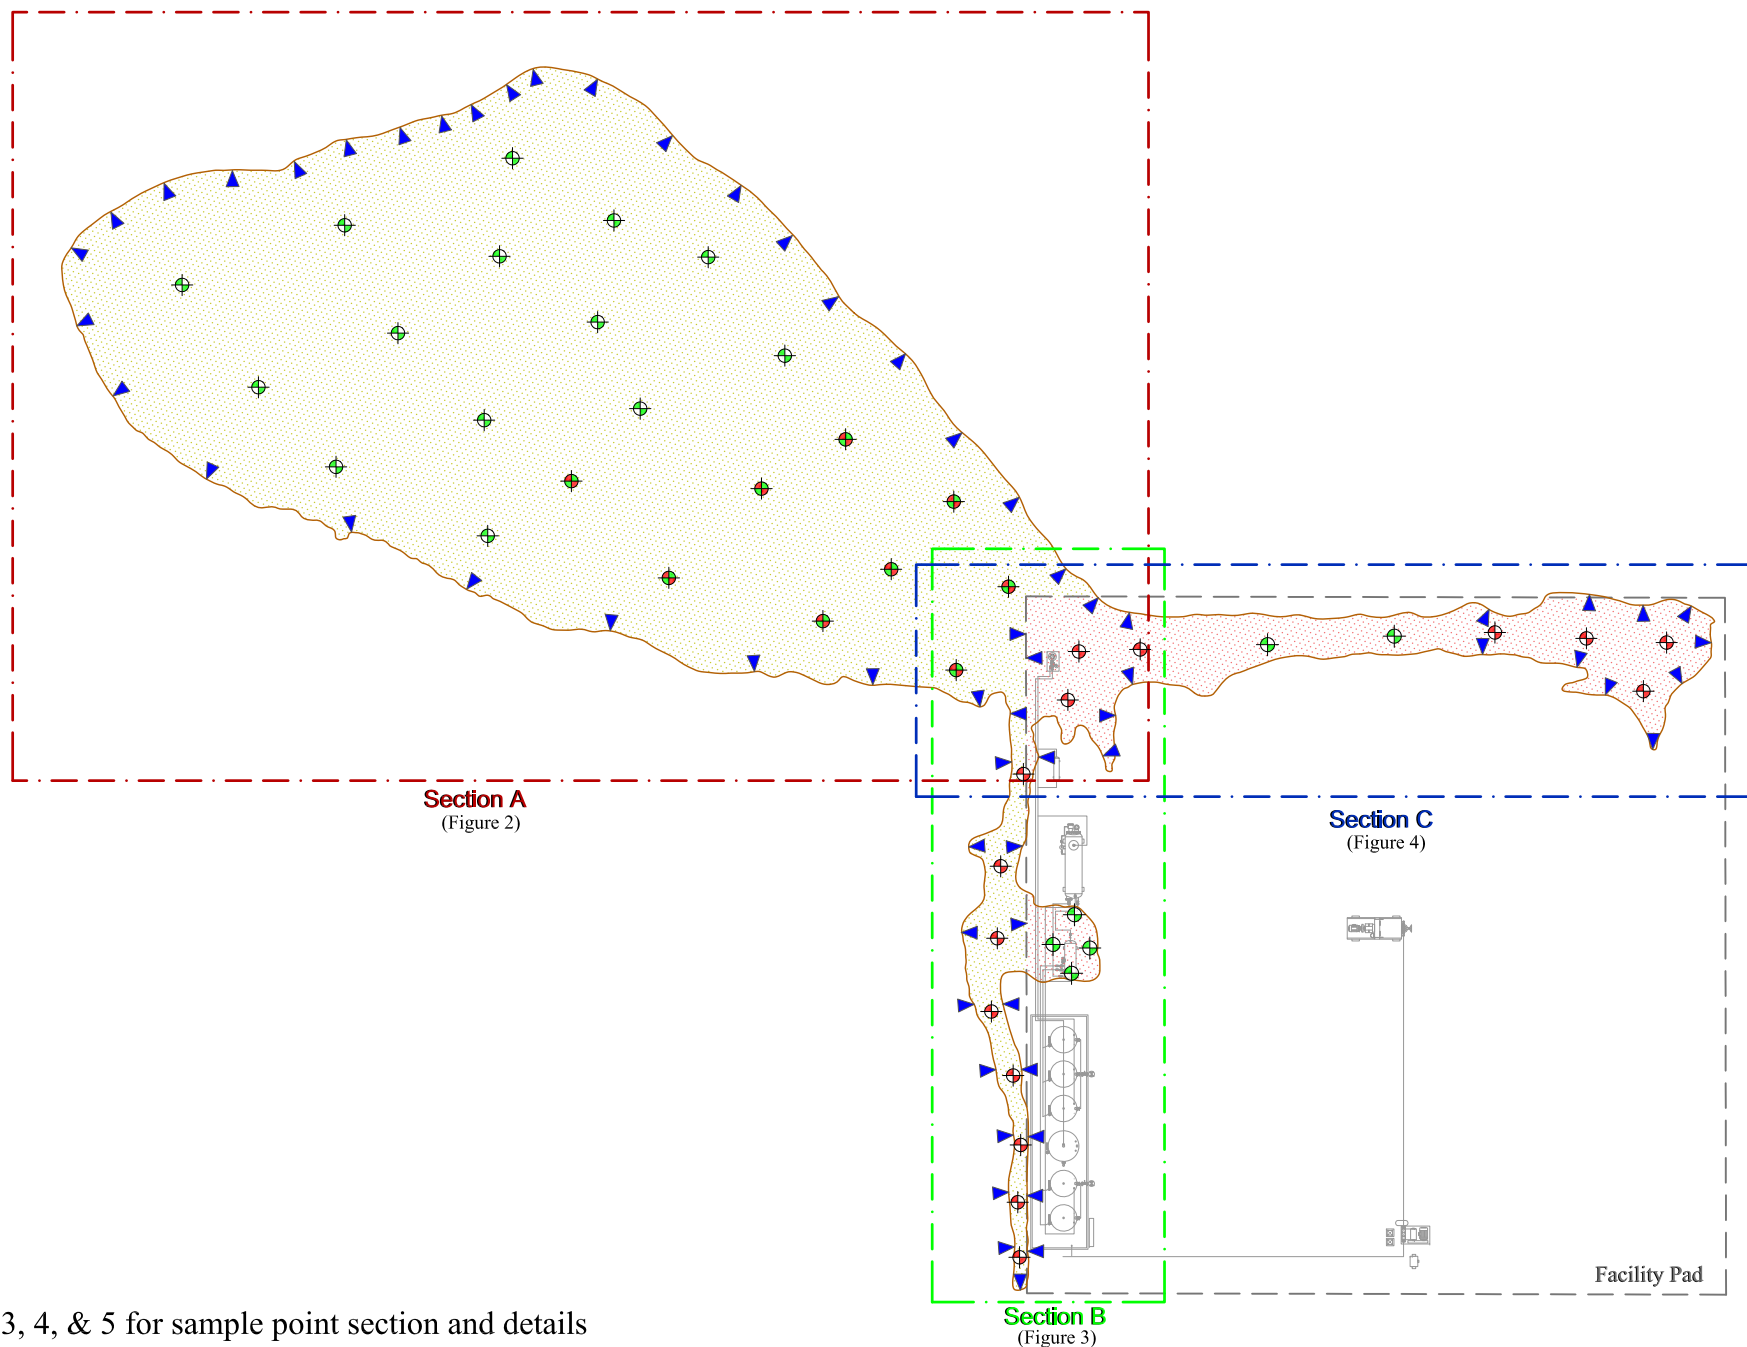 Section A
(Figure 2)
Section C
(Figure 4)
Facility Pad
Section B
(Figure 3)
3, 4, & 5 for sample point section and details